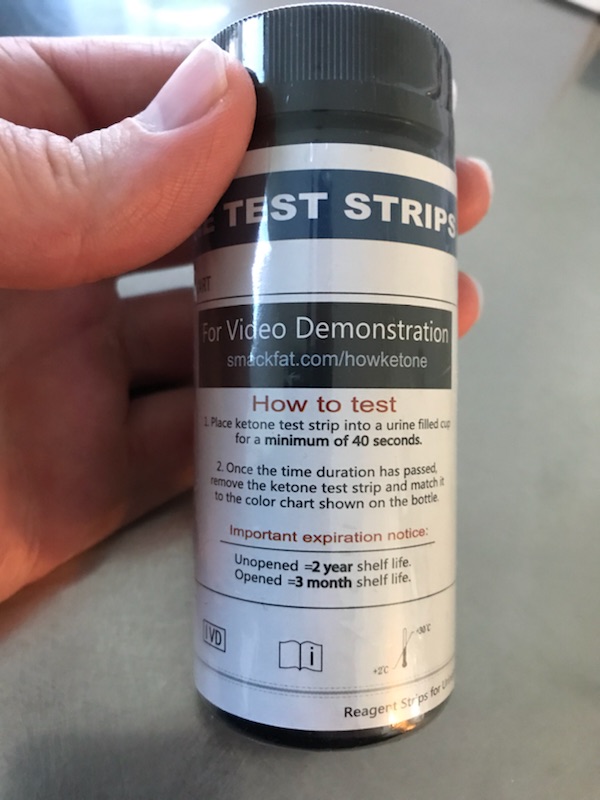 E TEST STRIPS
ART
For Video Demonstration
smackfat.com/howketone
How to test
1. Place ketone test strip into a urine filled cup
for a minimum of 40 seconds.
2. Once the time duration has passed,
remove the ketone test strip and match it
to the color chart shown on the bottle.
Important expiration notice:
Unopened =2 year shelf life.
Opened =3 month shelf life.
IVD
i
+30°C
+2°C
Reagent Strips for